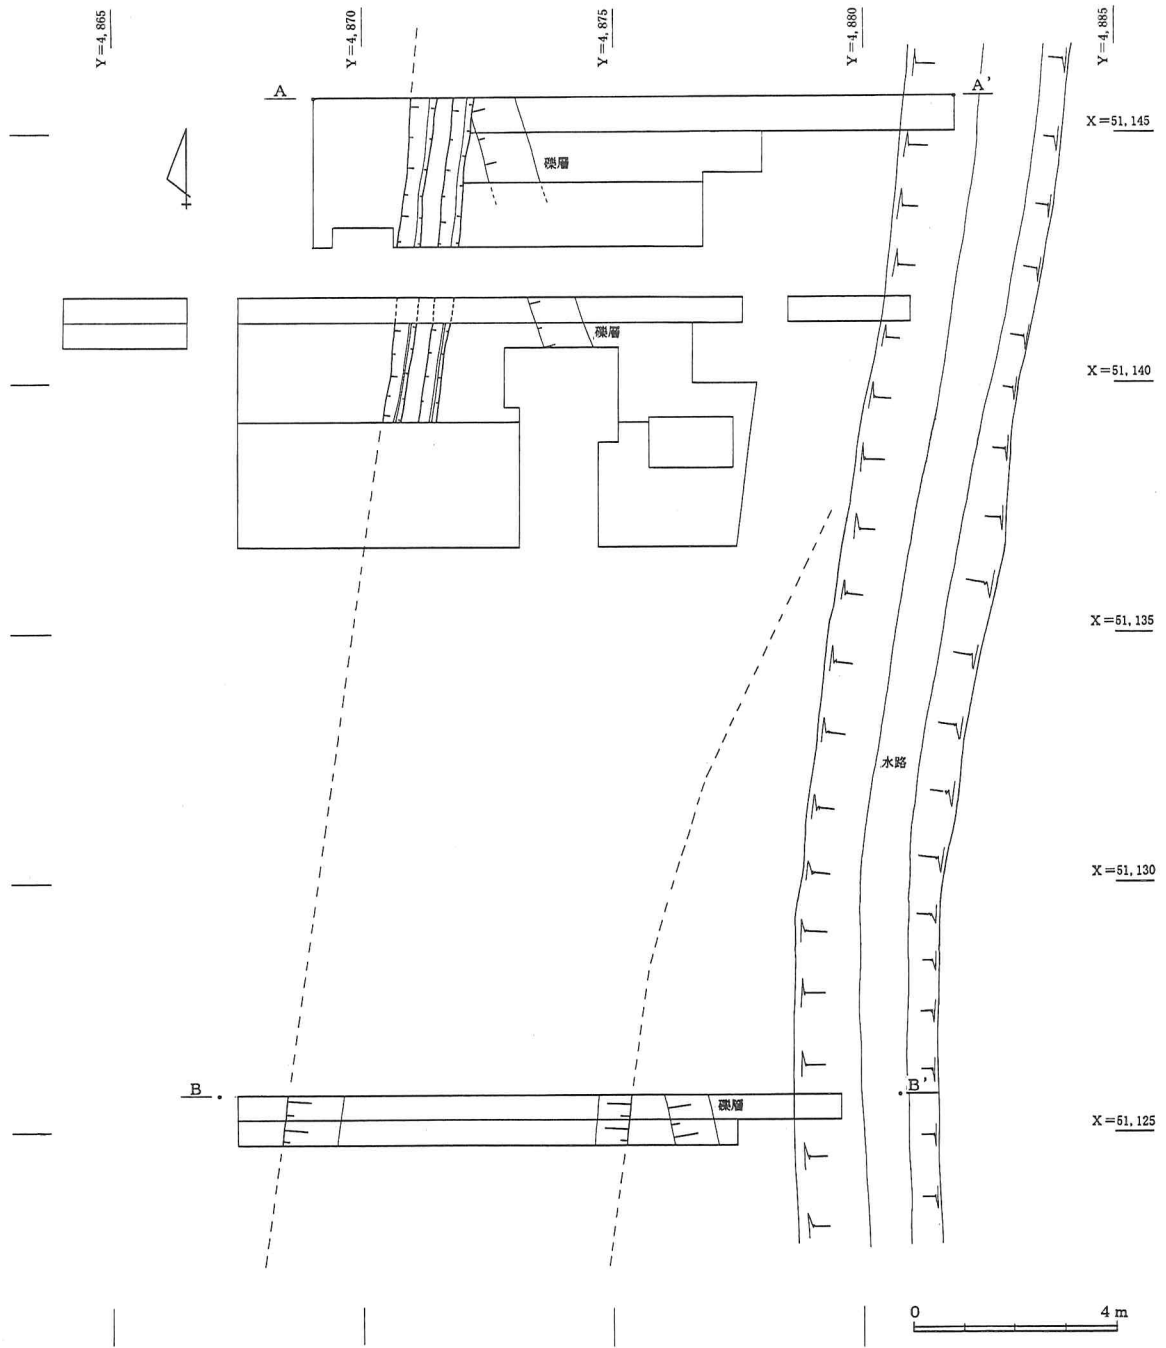 Y=4,865
Y=4,870
Y=4,875
Y=4,880
Y=4,885
A
A'
X=51,145
礫層
礫層
X=51,140
X=51,135
水路
X=51,130
B
B'
礫層
X=51,125
0 4 m